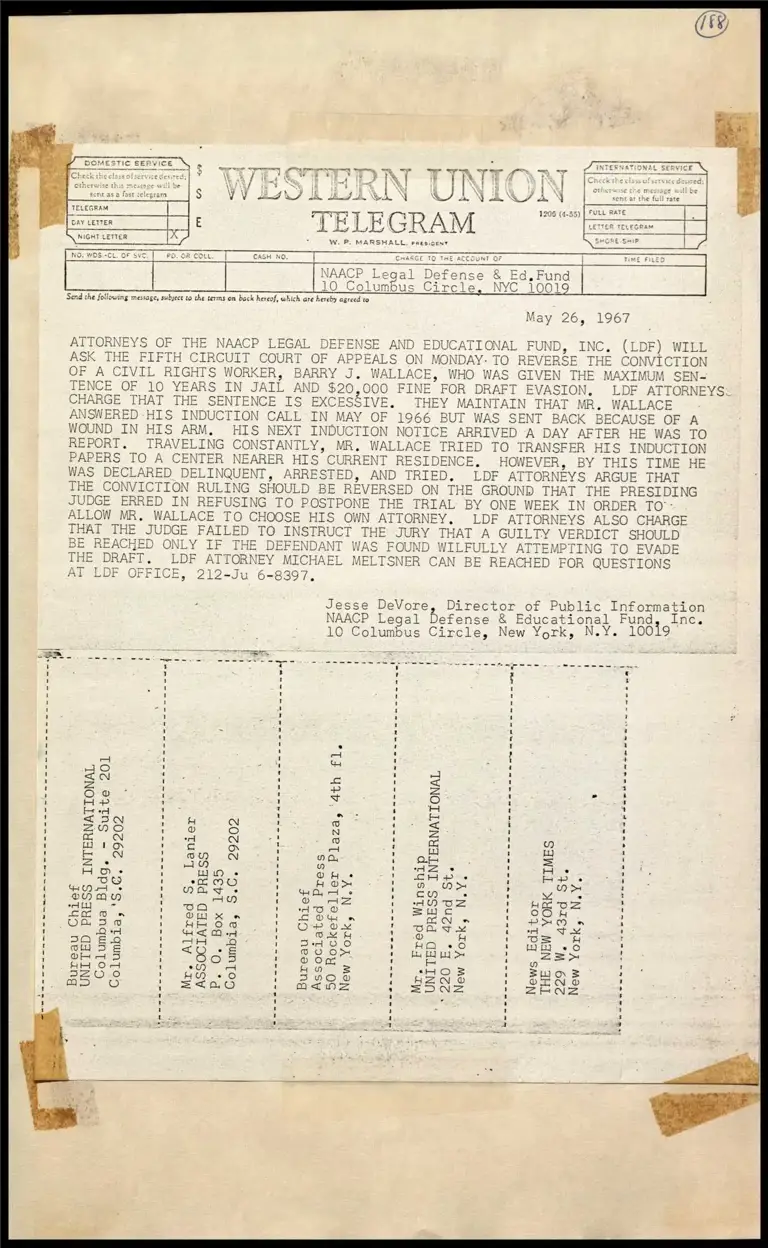 188
DOMESTIC SERVICE
Check the class of service desired;
otherwise this message will be
sent as a fast telegram
TELEGRAM
DAY LETTER
NIGHT LETTER X
$
S
E
WESTERN UNION
TELEGRAM
W. P. MARSHALL, PRESIDENT
1206 (4-55)
INTERNATIONAL SERVICE
Check the class of service desired;
otherwise the message will be
sent at the full rate
FULL RATE
LETTER TELEGRAM
SHORE-SHIP
NO. WDS.-CL. OF SVC. PD. OR COLL. CASH NO. CHARGE TO THE ACCOUNT OF TIME FILED
NAACP Legal Defense & Ed.Fund
10 Columbus Circle, NYC 10019
Send the following message, subject to the terms on back hereof, which are hereby agreed to
May 26, 1967
ATTORNEYS OF THE NAACP LEGAL DEFENSE AND EDUCATIONAL FUND, INC. (LDF) WILL
ASK THE FIFTH CIRCUIT COURT OF APPEALS ON MONDAY TO REVERSE THE CONVICTION
OF A CIVIL RIGHTS WORKER, BARRY J. WALLACE, WHO WAS GIVEN THE MAXIMUM SEN-
TENCE OF 10 YEARS IN JAIL AND $20,000 FINE FOR DRAFT EVASION. LDF ATTORNEYS
CHARGE THAT THE SENTENCE IS EXCESSIVE. THEY MAINTAIN THAT MR. WALLACE
ANSWERED HIS INDUCTION CALL IN MAY OF 1966 BUT WAS SENT BACK BECAUSE OF A
WOUND IN HIS ARM. HIS NEXT INDUCTION NOTICE ARRIVED A DAY AFTER HE WAS TO
REPORT. TRAVELING CONSTANTLY, MR. WALLACE TRIED TO TRANSFER HIS INDUCTION
PAPERS TO A CENTER NEARER HIS CURRENT RESIDENCE. HOWEVER, BY THIS TIME HE
WAS DECLARED DELINQUENT, ARRESTED, AND TRIED. LDF ATTORNEYS ARGUE THAT
THE CONVICTION RULING SHOULD BE REVERSED ON THE GROUND THAT THE PRESIDING
JUDGE ERRED IN REFUSING TO POSTPONE THE TRIAL BY ONE WEEK IN ORDER TO
ALLOW MR. WALLACE TO CHOOSE HIS OWN ATTORNEY. LDF ATTORNEYS ALSO CHARGE
THAT THE JUDGE FAILED TO INSTRUCT THE JURY THAT A GUILTY VERDICT SHOULD
BE REACHED ONLY IF THE DEFENDANT WAS FOUND WILFULLY ATTEMPTING TO EVADE
THE DRAFT. LDF ATTORNEY MICHAEL MELTSNER CAN BE REACHED FOR QUESTIONS
AT LDF OFFICE, 212-Ju 6-8397.
Jesse DeVore, Director of Public Information
NAACP Legal Defense & Educational Fund, Inc.
10 Columbus Circle, New York, N.Y. 10019
Bureau Chief
UNITED PRESS INTERNATIONAL
Columbua Bldg. - Suite 201
Columbia, S.C. 29202
Mr. Alfred S. Lanier
ASSOCIATED PRESS
P. O. Box 1435
Columbia, S.C. 29202
Bureau Chief
Associated Press
50 Rockefeller Plaza, 4th fl.
New York, N.Y.
Mr. Fred Winship
UNITED PRESS INTERNATIONAL
220 E. 42nd St.
New York, N.Y.
News Editor
THE NEW YORK TIMES
229 W. 43rd St.
New York, N.Y.